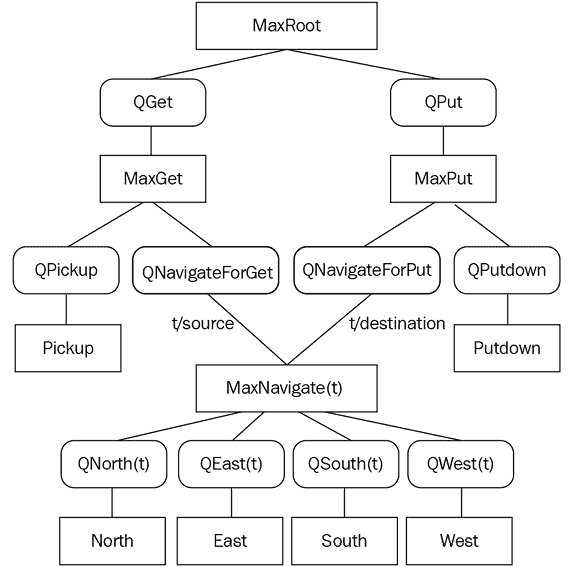 MaxRoot
QGet
QPut
MaxGet
MaxPut
QPickup
QNavigateForGet
QNavigateForPut
QPutdown
t/source
t/destination
Pickup
Putdown
MaxNavigate(t)
QNorth(t)
QEast(t)
QSouth(t)
QWest(t)
North
East
South
West